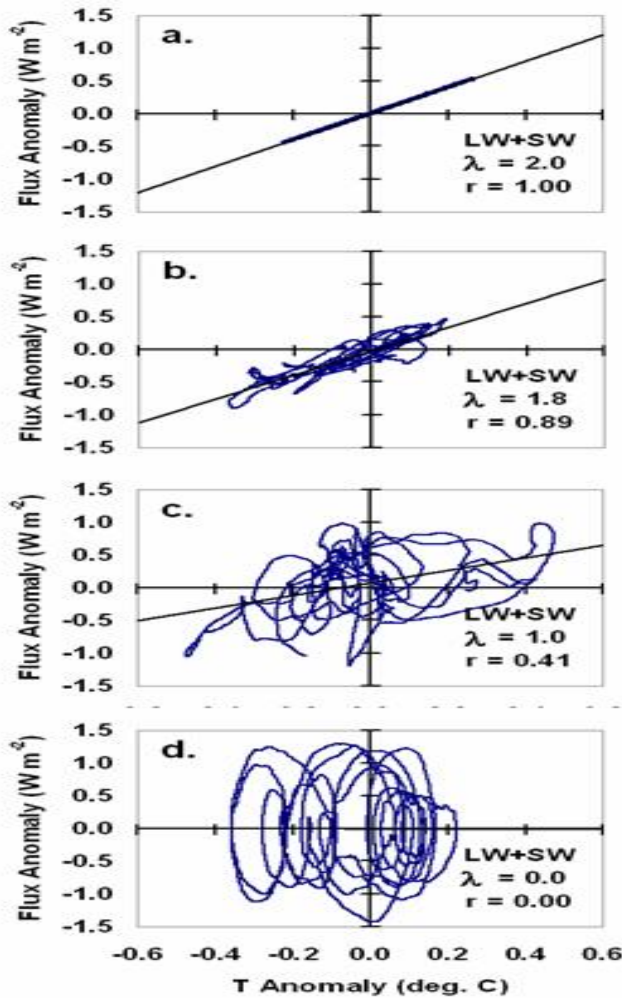 1.5
a.
1.0
0.5
0.0
-0.5
-1.0
-1.5
Flux Anomaly (Wm-2)
LW+SW
λ = 2.0
r = 1.00
1.5
b.
1.0
0.5
0.0
-0.5
-1.0
-1.5
Flux Anomaly (Wm-2)
LW+SW
λ = 1.8
r = 0.89
1.5
c.
1.0
0.5
0.0
-0.5
-1.0
-1.5
Flux Anomaly (Wm-2)
LW+SW
λ = 1.0
r = 0.41
1.5
d.
1.0
0.5
0.0
-0.5
-1.0
-1.5
Flux Anomaly (Wm-2)
LW+SW
λ = 0.0
r = 0.00
-0.6 -0.4 -0.2 0.0 0.2 0.4 0.6
T Anomaly (deg. C)